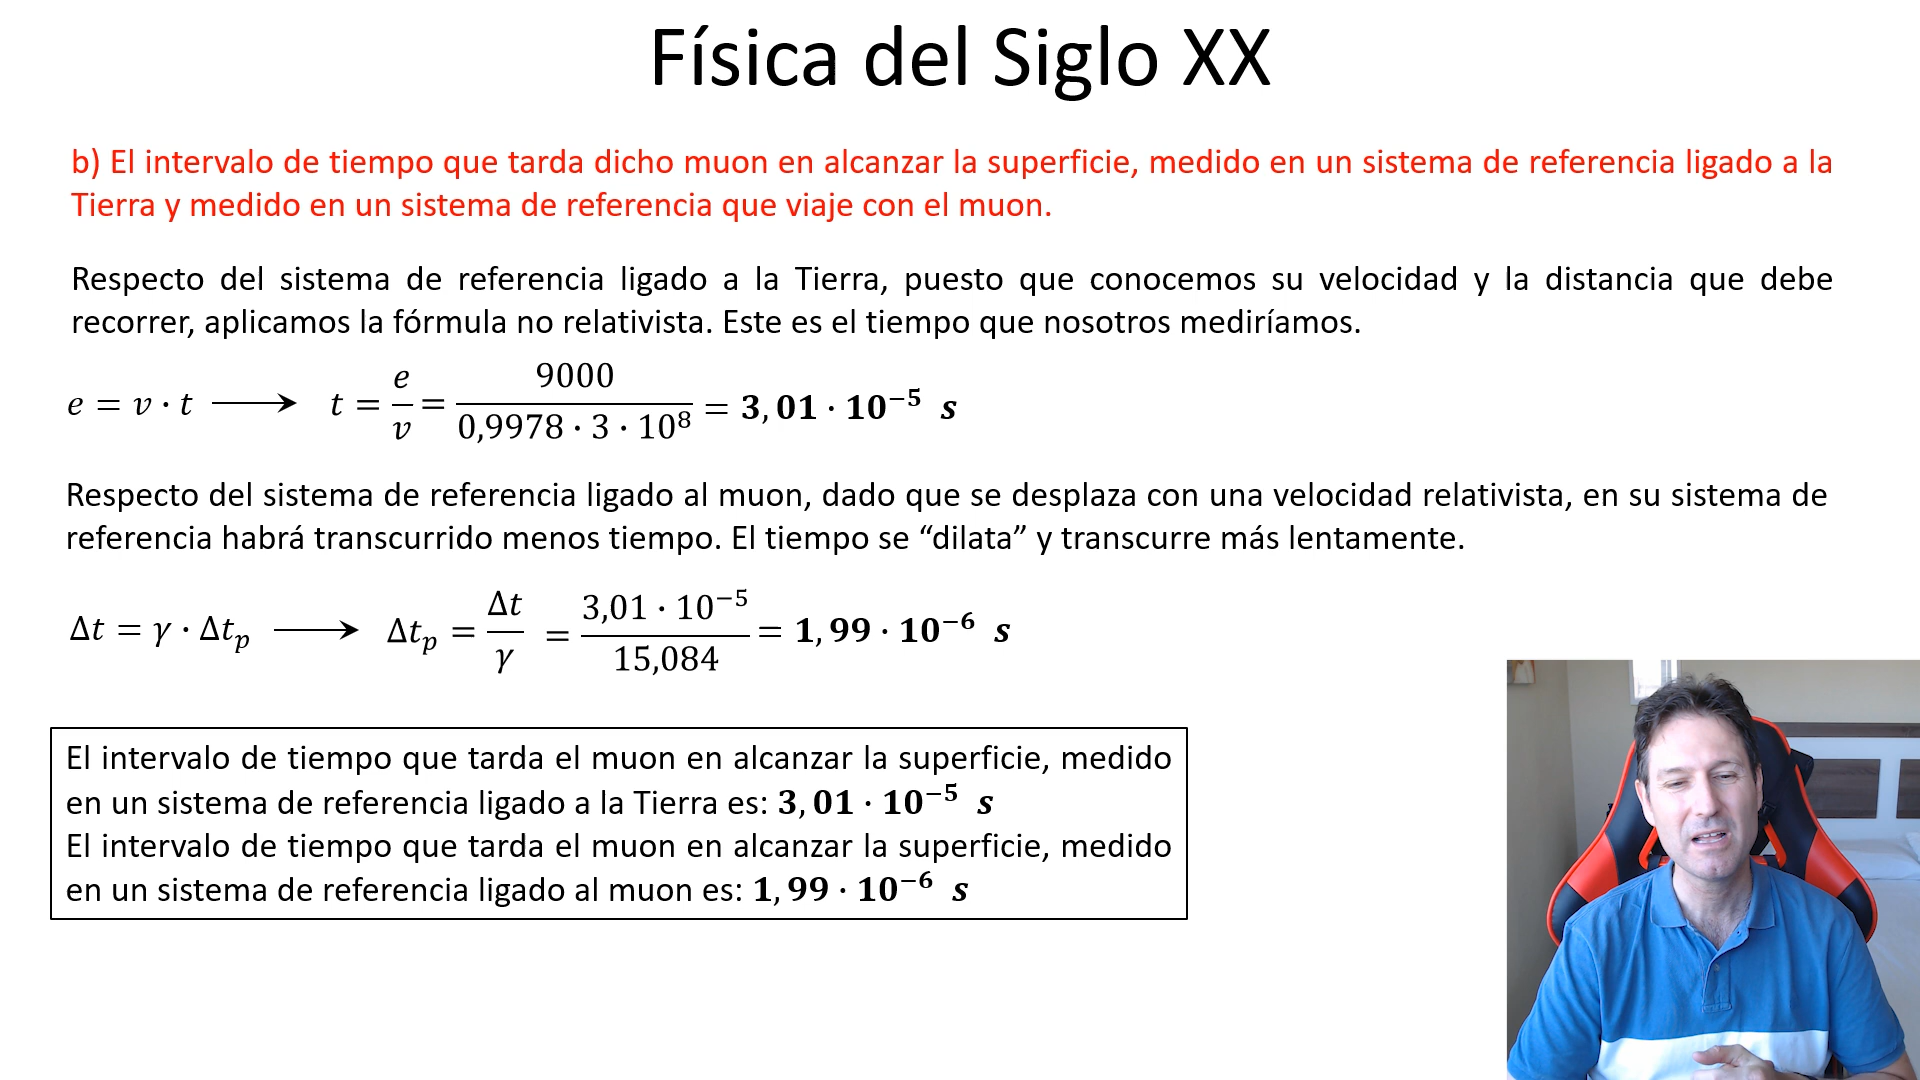 Física del Siglo XX
b) El intervalo de tiempo que tarda dicho muon en alcanzar la superficie, medido en un sistema de referencia ligado a la
Tierra y medido en un sistema de referencia que viaje con el muon.
Respecto del sistema de referencia ligado a la Tierra, puesto que conocemos su velocidad y la distancia que debe
recorrer, aplicamos la fórmula no relativista. Este es el tiempo que nosotros mediríamos.
e = v · t ⟶ t = e/v = 9000/(0,9978 · 3 · 10⁸) = 3,01 · 10⁻⁵ s
Respecto del sistema de referencia ligado al muon, dado que se desplaza con una velocidad relativista, en su sistema de
referencia habrá transcurrido menos tiempo. El tiempo se “dilata” y transcurre más lentamente.
Δt = γ · Δtₚ ⟶ Δtₚ = Δt/γ = 3,01 · 10⁻⁵/15,084 = 1,99 · 10⁻⁶ s
El intervalo de tiempo que tarda el muon en alcanzar la superficie, medido
en un sistema de referencia ligado a la Tierra es: 3,01 · 10⁻⁵ s
El intervalo de tiempo que tarda el muon en alcanzar la superficie, medido
en un sistema de referencia ligado al muon es: 1,99 · 10⁻⁶ s